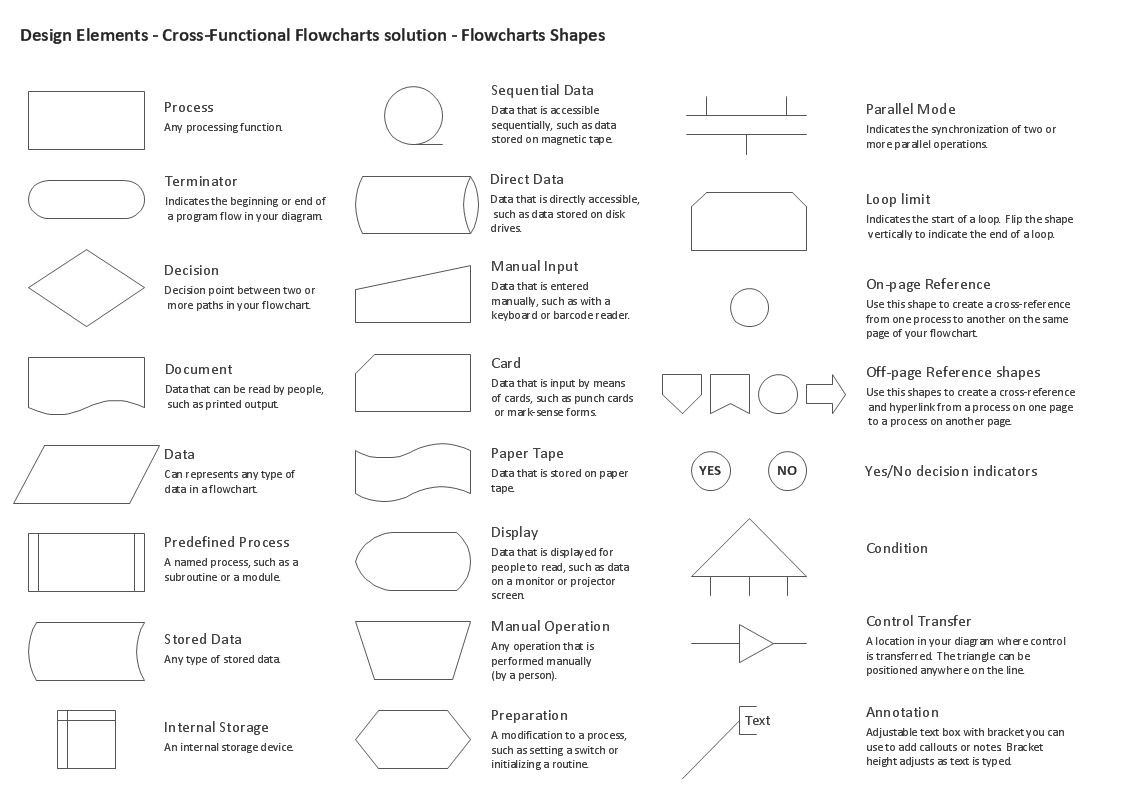 Design Elements - Cross-Functional Flowcharts solution - Flowcharts Shapes
Process
Any processing function.
Terminator
Indicates the beginning or end of
a program flow in your diagram.
Decision
Decision point between two or
more paths in your flowchart.
Document
Data that can be read by people,
such as printed output.
Data
Can represents any type of
data in a flowchart.
Predefined Process
A named process, such as a
subroutine or a module.
Stored Data
Any type of stored data.
Internal Storage
An internal storage device.
Sequential Data
Data that is accessible
sequentially, such as data
stored on magnetic tape.
Direct Data
Data that is directly accessible,
such as data stored on disk
drives.
Manual Input
Data that is entered
manually, such as with a
keyboard or barcode reader.
Card
Data that is input by means
of cards, such as punch cards
or mark-sense forms.
Paper Tape
Data that is stored on paper
tape.
Display
Data that is displayed for
people to read, such as data
on a monitor or projector
screen.
Manual Operation
Any operation that is
performed manually
(by a person).
Preparation
A modification to a process,
such as setting a switch or
initializing a routine.
Parallel Mode
Indicates the synchronization of two or
more parallel operations.
Loop limit
Indicates the start of a loop. Flip the shape
vertically to indicate the end of a loop.
On-page Reference
Use this shape to create a cross-reference
from one process to another on the same
page of your flowchart.
Off-page Reference shapes
Use this shapes to create a cross-reference
and hyperlink from a process on one page
to a process on another page.
YES NO Yes/No decision indicators
Condition
Control Transfer
A location in your diagram where control
is transferred. The triangle can be
positioned anywhere on the line.
Text
Annotation
Adjustable text box with bracket you can
use to add callouts or notes. Bracket
height adjusts as text is typed.